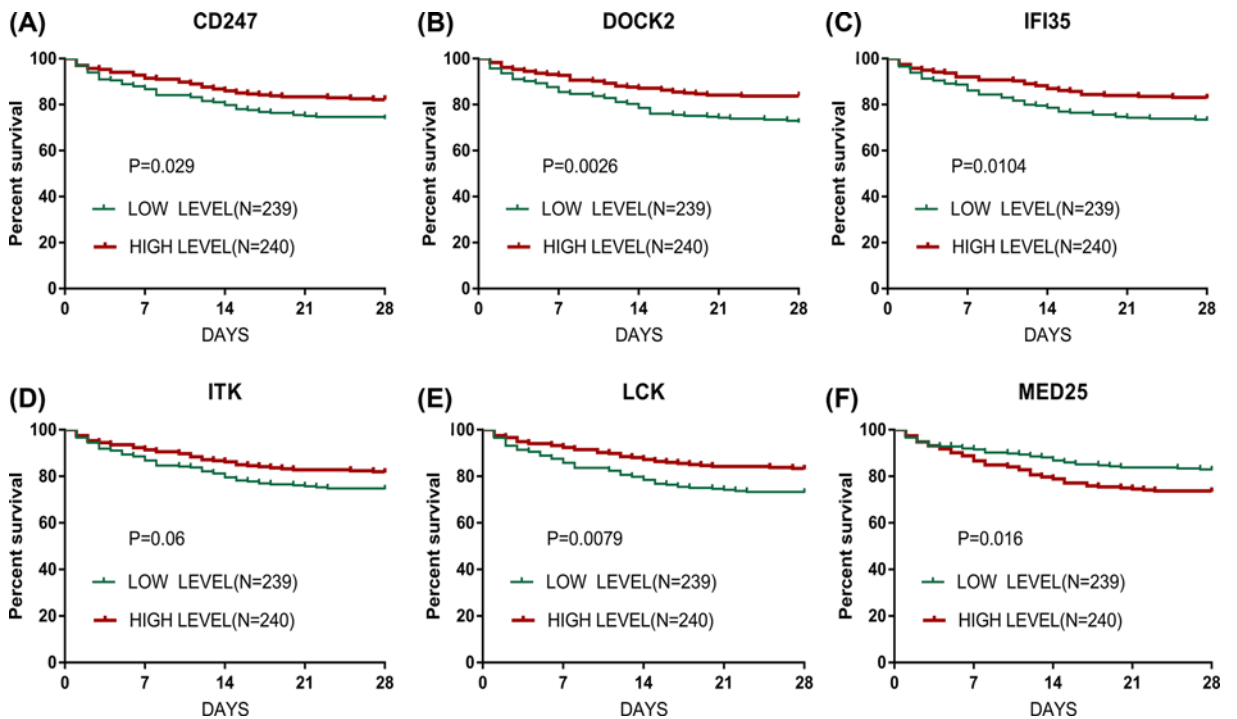 (A) CD247
Percent survival
100
80
60
40
20
0
P=0.029
LOW LEVEL(N=239)
HIGH LEVEL(N=240)
0 7 14 21 28
DAYS
(B) DOCK2
Percent survival
100
80
60
40
20
0
P=0.0026
LOW LEVEL(N=239)
HIGH LEVEL(N=240)
0 7 14 21 28
DAYS
(C) IFI35
Percent survival
100
80
60
40
20
0
P=0.0104
LOW LEVEL(N=239)
HIGH LEVEL(N=240)
0 7 14 21 28
DAYS
(D) ITK
Percent survival
100
80
60
40
20
0
P=0.06
LOW LEVEL(N=239)
HIGH LEVEL(N=240)
0 7 14 21 28
DAYS
(E) LCK
Percent survival
100
80
60
40
20
0
P=0.0079
LOW LEVEL(N=239)
HIGH LEVEL(N=240)
0 7 14 21 28
DAYS
(F) MED25
Percent survival
100
80
60
40
20
0
P=0.016
LOW LEVEL(N=239)
HIGH LEVEL(N=240)
0 7 14 21 28
DAYS